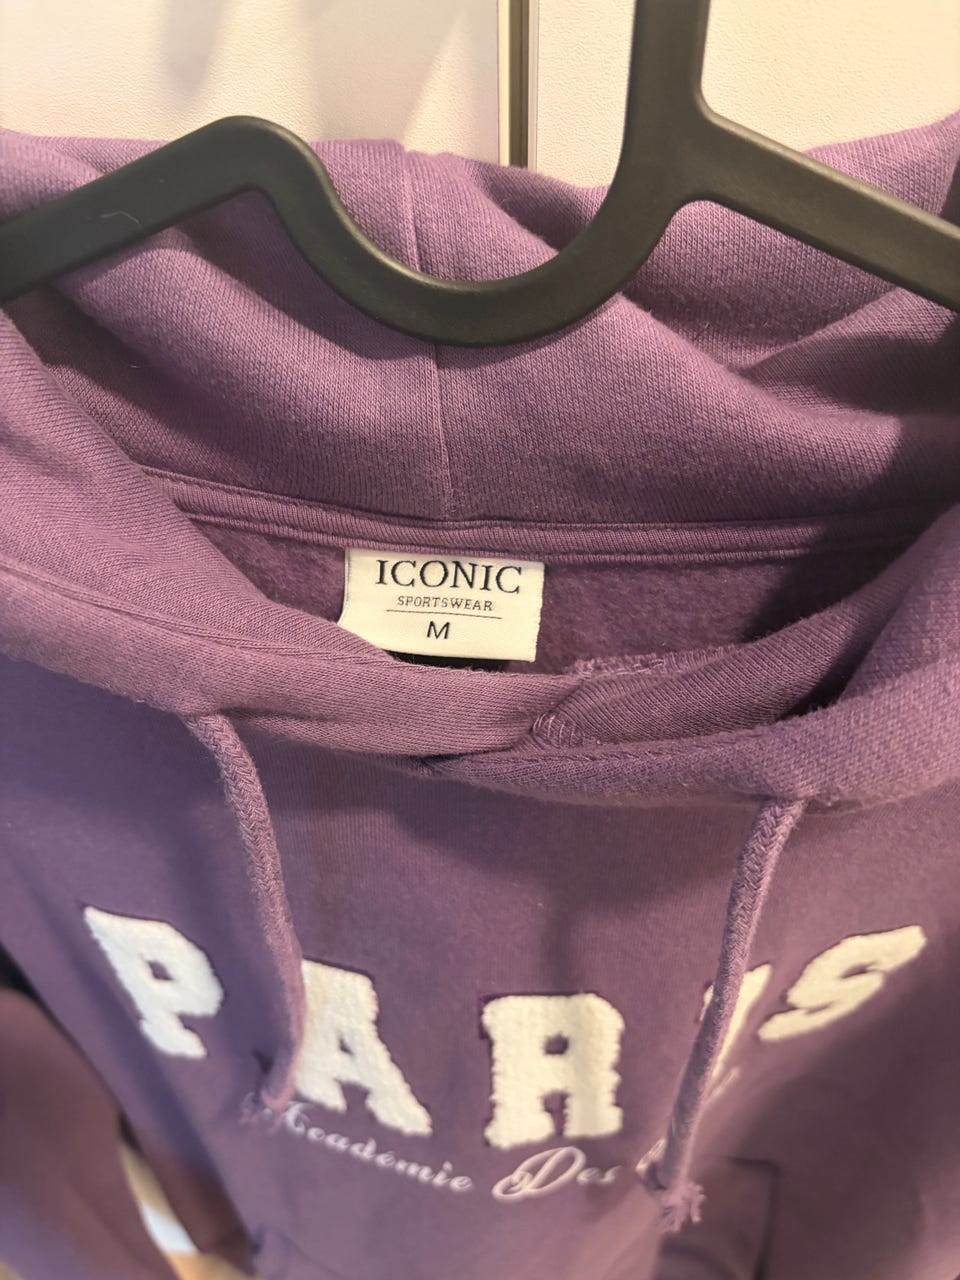 ICONIC
SPORTSWEAR
M
PARIS
Académie Des